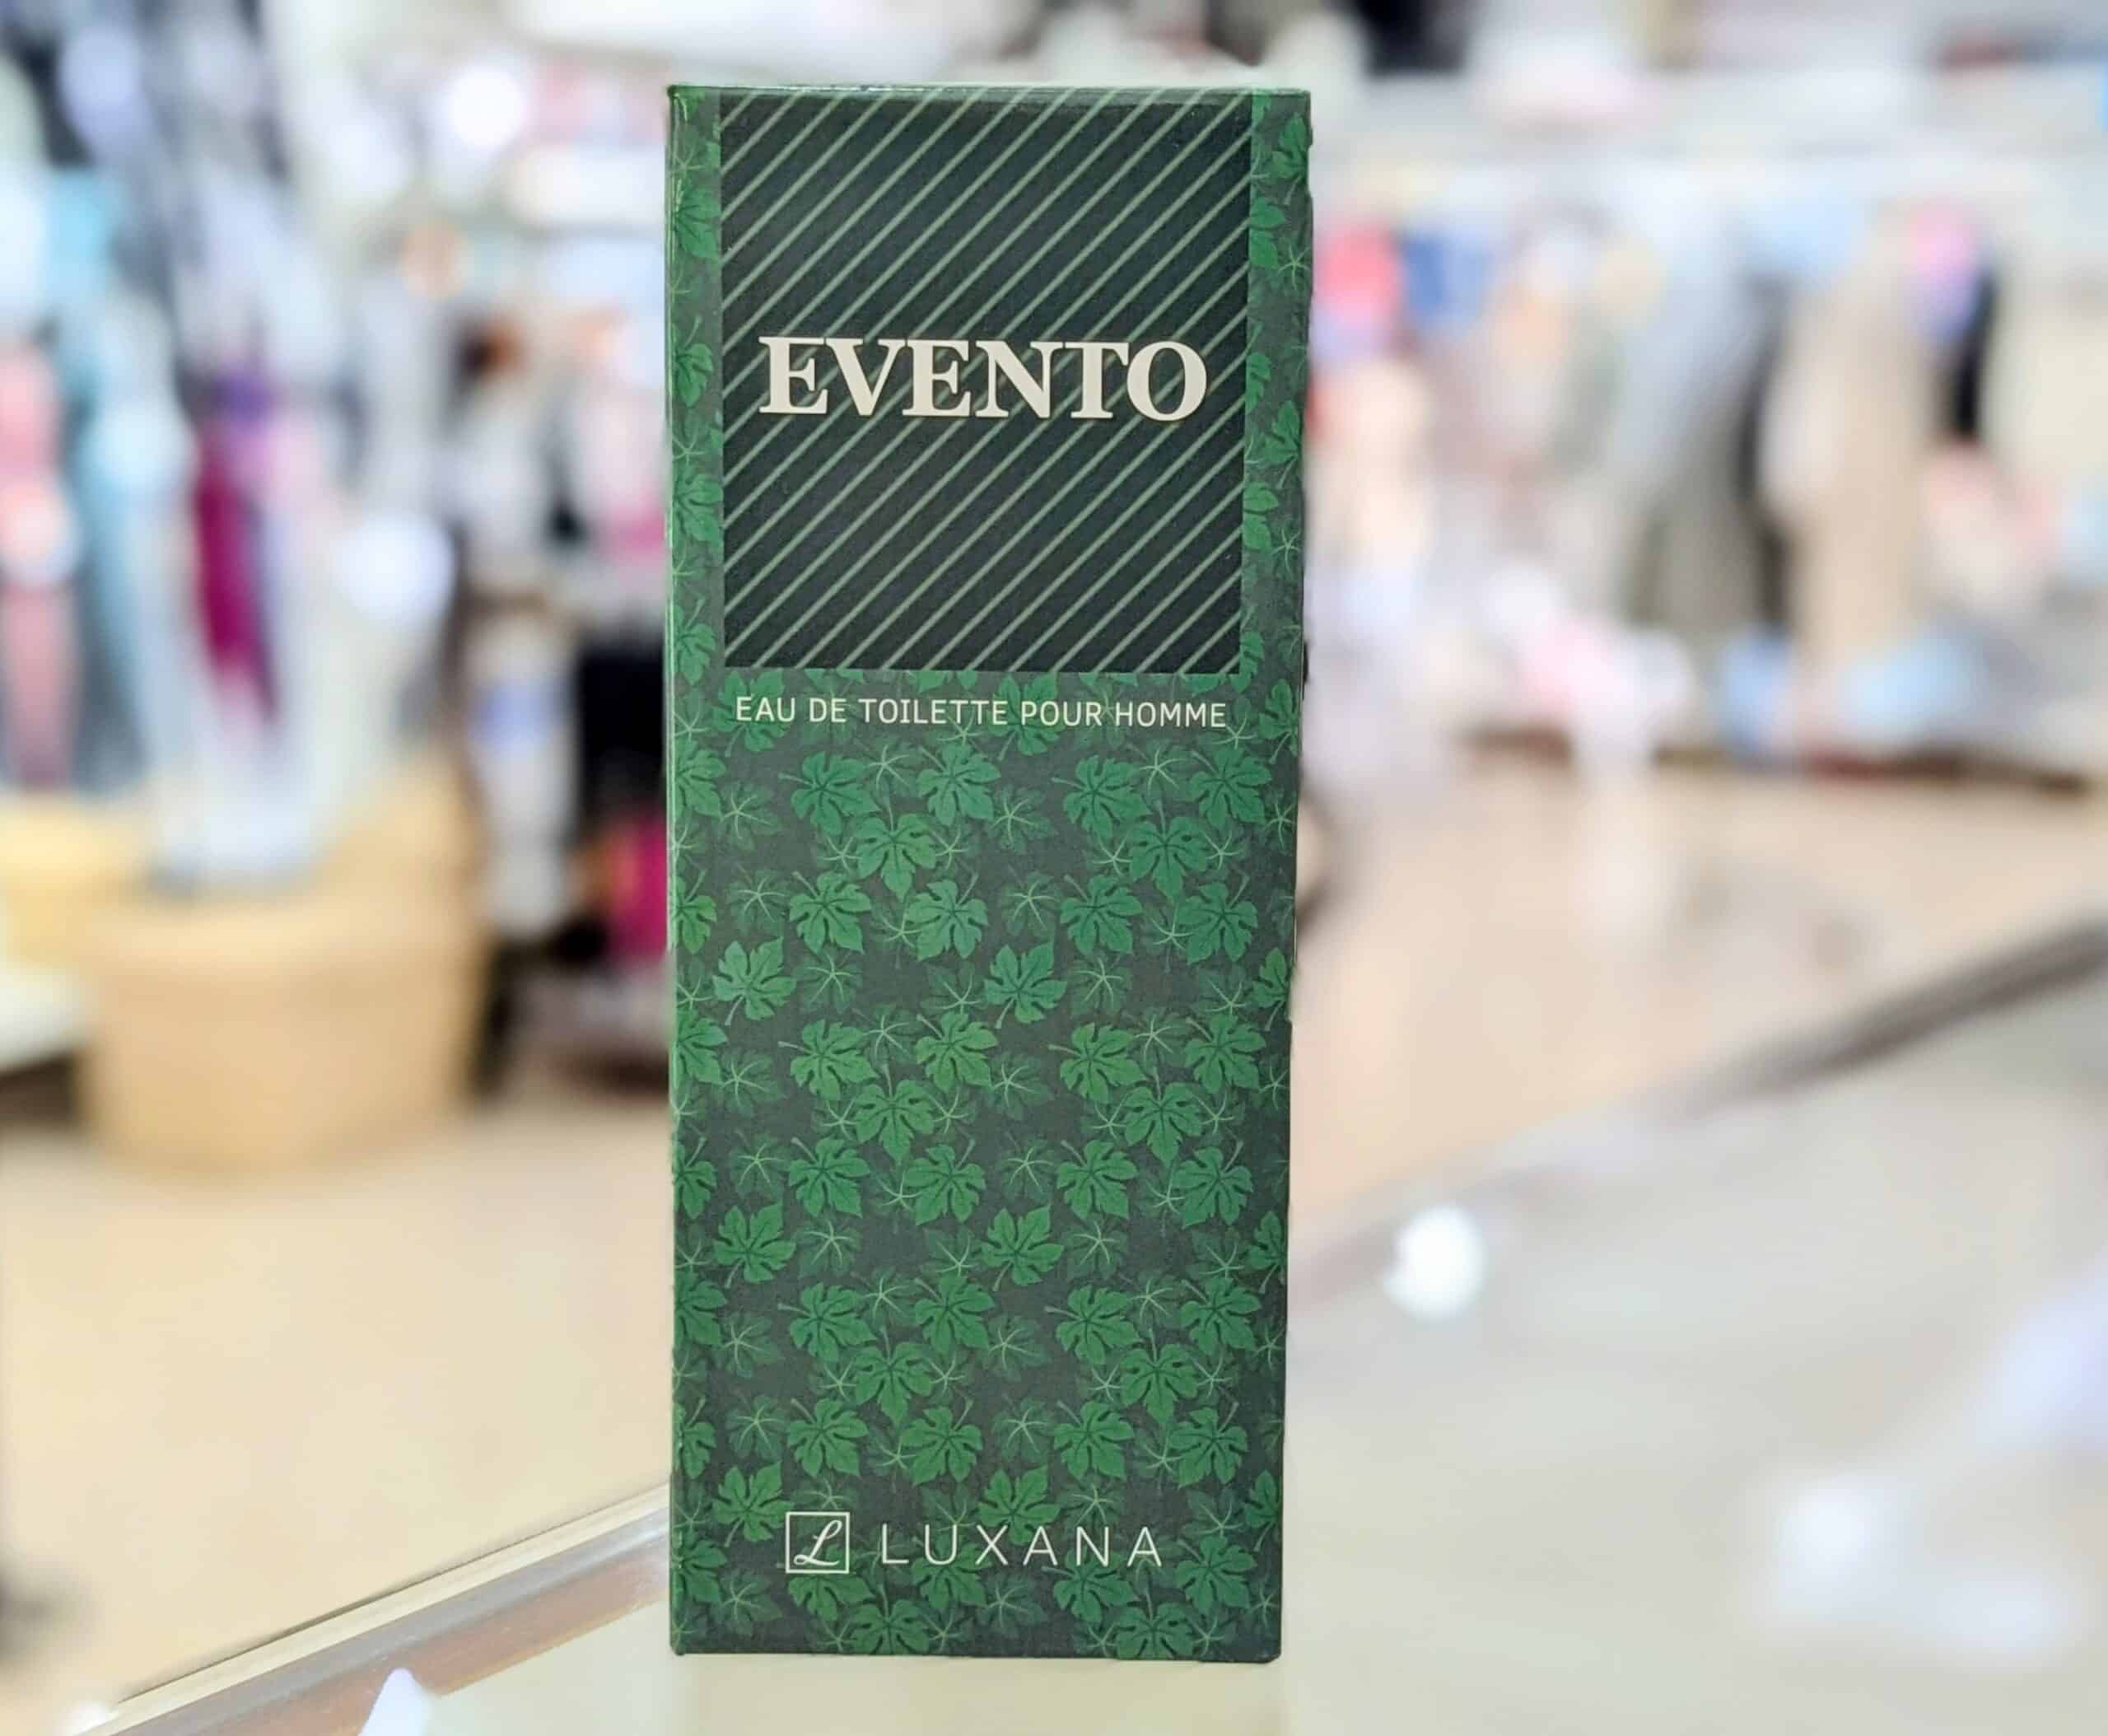 EVENTO
EAU DE TOILETTE POUR HOMME
L LUXANA